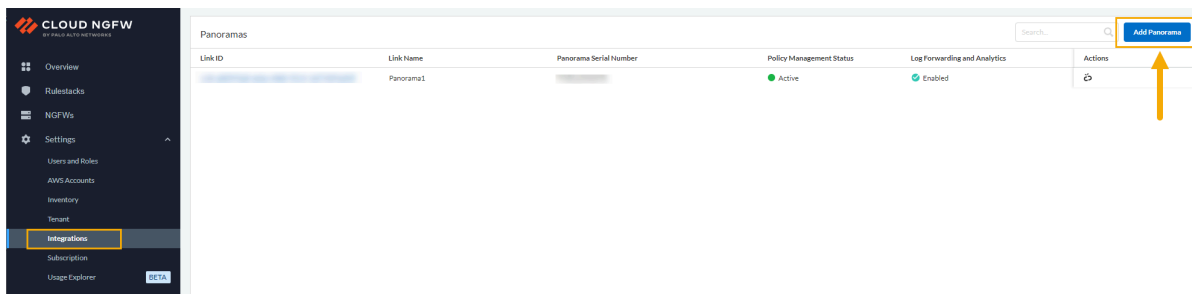 CLOUD NGFW
BY PALO ALTO NETWORKS
Overview
Rulestacks
NGFWs
Settings
Users and Roles
AWS Accounts
Inventory
Tenant
Integrations
Subscription
Usage Explorer BETA
Panoramas Search... Add Panorama
Link ID Link Name Panorama Serial Number Policy Management Status Log Forwarding and Analytics Actions
Panorama1 Active Enabled